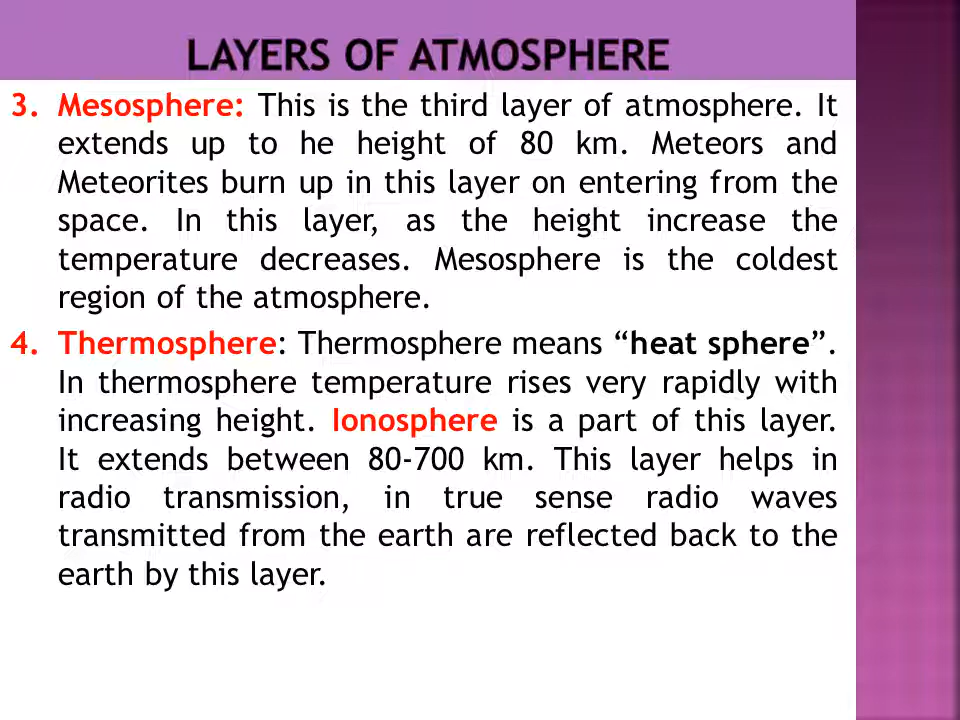 LAYERS OF ATMOSPHERE
3. Mesosphere: This is the third layer of atmosphere. It
extends up to he height of 80 km. Meteors and
Meteorites burn up in this layer on entering from the
space. In this layer, as the height increase the
temperature decreases. Mesosphere is the coldest
region of the atmosphere.
4. Thermosphere: Thermosphere means “heat sphere”.
In thermosphere temperature rises very rapidly with
increasing height. Ionosphere is a part of this layer.
It extends between 80-700 km. This layer helps in
radio transmission, in true sense radio waves
transmitted from the earth are reflected back to the
earth by this layer.